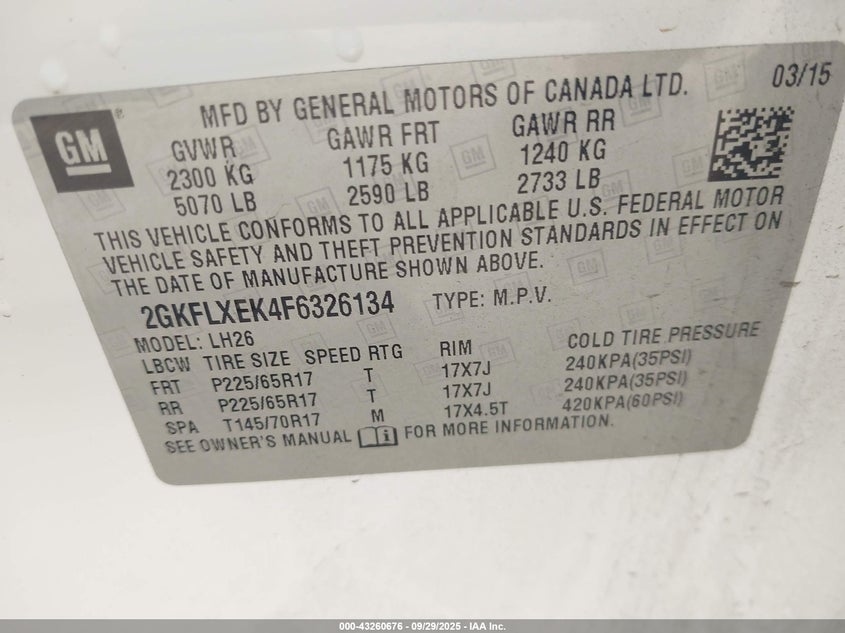 GM ®
MFD BY GENERAL MOTORS OF CANADA LTD. 03/15
GVWR GAWR FRT GAWR RR
2300 KG 1175 KG 1240 KG
5070 LB 2590 LB 2733 LB
THIS VEHICLE CONFORMS TO ALL APPLICABLE U.S. FEDERAL MOTOR
VEHICLE SAFETY AND THEFT PREVENTION STANDARDS IN EFFECT ON
THE DATE OF MANUFACTURE SHOWN ABOVE.
2GKFLXEK4F6326134 TYPE: M.P.V.
MODEL: LH26
LBCW TIRE SIZE SPEED RTG RIM COLD TIRE PRESSURE
FRT P225/65R17 T 17X7J 240KPA(35PSI)
RR P225/65R17 T 17X7J 240KPA(35PSI)
SPA T145/70R17 M 17X4.5T 420KPA(60PSI)
SEE OWNER'S MANUAL FOR MORE INFORMATION.
000-43260676 - 09/29/2025 - IAA Inc.